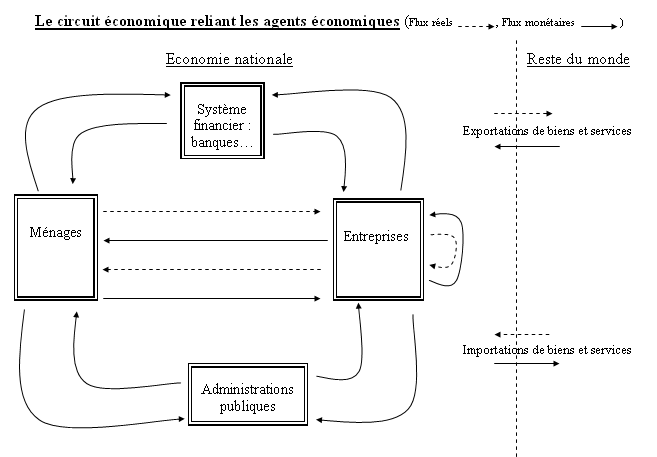 Le circuit économique reliant les agents économiques (Flux réels , Flux monétaires )
Economie nationale
Reste du monde
Système
financier :
banques…
Exportations de biens et services
Ménages
Entreprises
Importations de biens et services
Administrations
publiques